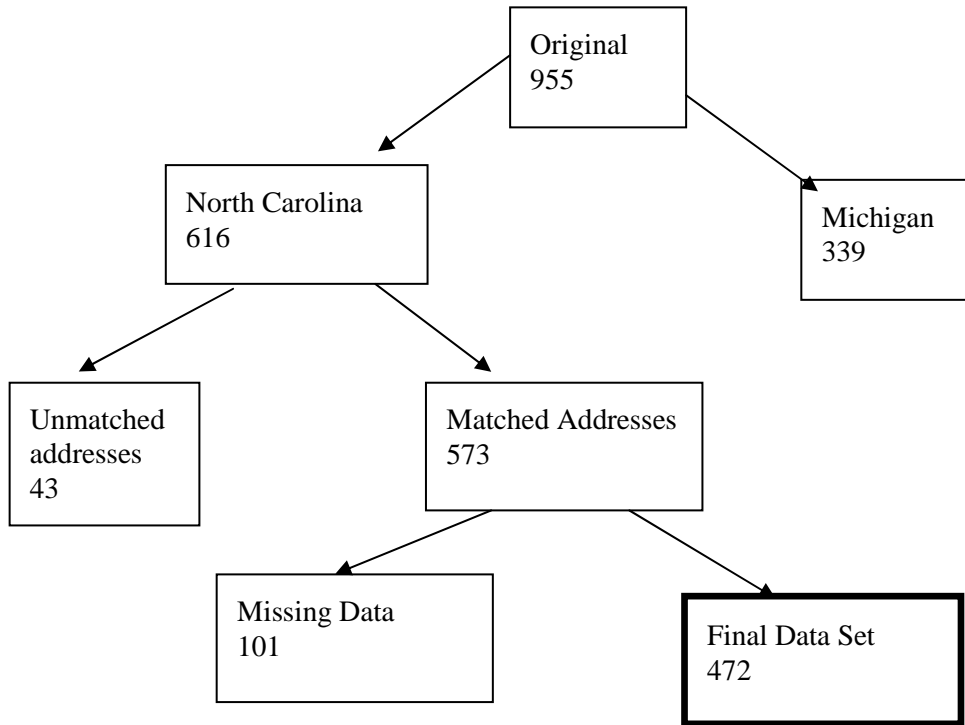 Original
955
North Carolina
616
Michigan
339
Unmatched
addresses
43
Matched Addresses
573
Missing Data
101
Final Data Set
472